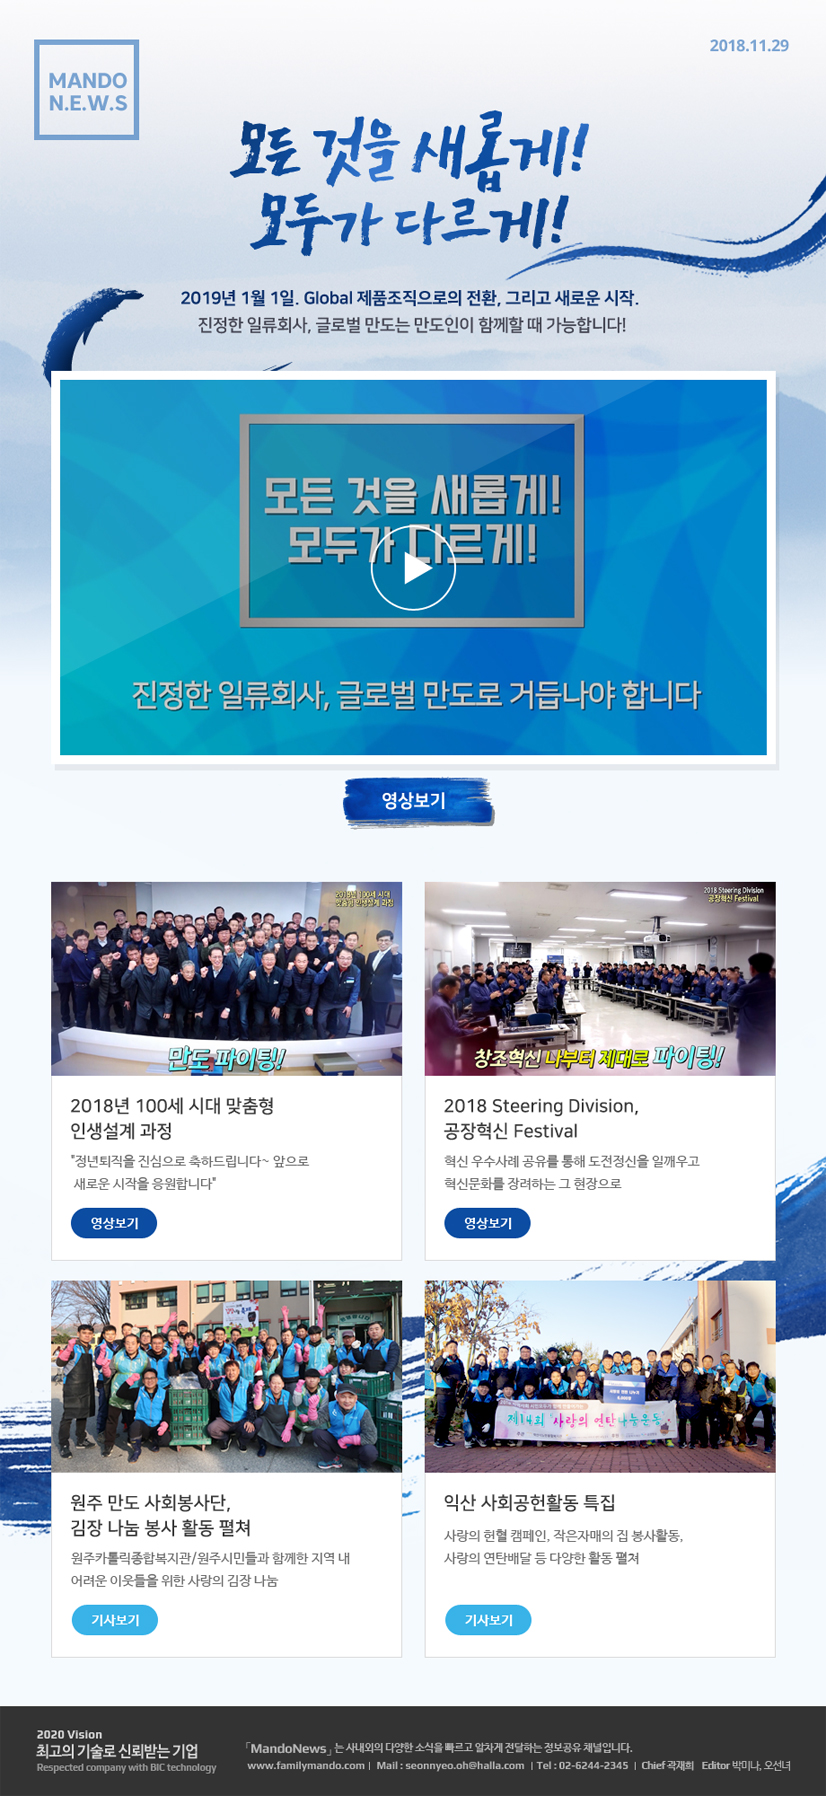 MANDO
N.E.W.S
2018.11.29
모든 것을 새롭게!
모두가 다르게!
2019년 1월 1일. Global 제품조직으로의 전환, 그리고 새로운 시작.
진정한 일류회사, 글로벌 만도는 만도인이 함께할 때 가능합니다!
모든 것을 새롭게!
모두가 다르게!
진정한 일류회사, 글로벌 만도로 거듭나야 합니다
영상보기
2018년 100세 시대
맞춤형 인생설계 과정
만도 파이팅!
2018 Steering Division
공장혁신 Festival
창조혁신 나부터 제대로 파이팅!
2018년 100세 시대 맞춤형
인생설계 과정
"정년퇴직을 진심으로 축하드립니다~ 앞으로
새로운 시작을 응원합니다"
영상보기
2018 Steering Division,
공장혁신 Festival
혁신 우수사례 공유를 통해 도전정신을 일깨우고
혁신문화를 장려하는 그 현장으로
영상보기
제14회 '사랑의 연탄나눔운동'
원주 만도 사회봉사단,
김장 나눔 봉사 활동 펼쳐
원주카톨릭종합복지관/원주시민들과 함께한 지역 내
어려운 이웃들을 위한 사랑의 김장 나눔
기사보기
익산 사회공헌활동 특집
사랑의 헌혈 캠페인, 작은자매의 집 봉사활동,
사랑의 연탄배달 등 다양한 활동 펼쳐
기사보기
2020 Vision
최고의 기술로 신뢰받는 기업
Respected company with BIC technology
「MandoNews」는 사내외의 다양한 소식을 빠르고 알차게 전달하는 정보공유 채널입니다.
www.familymando.com | Mail : seonnyeo.oh@halla.com | Tel : 02-6244-2345 | Chief 곽재희 Editor 박미나, 오선녀